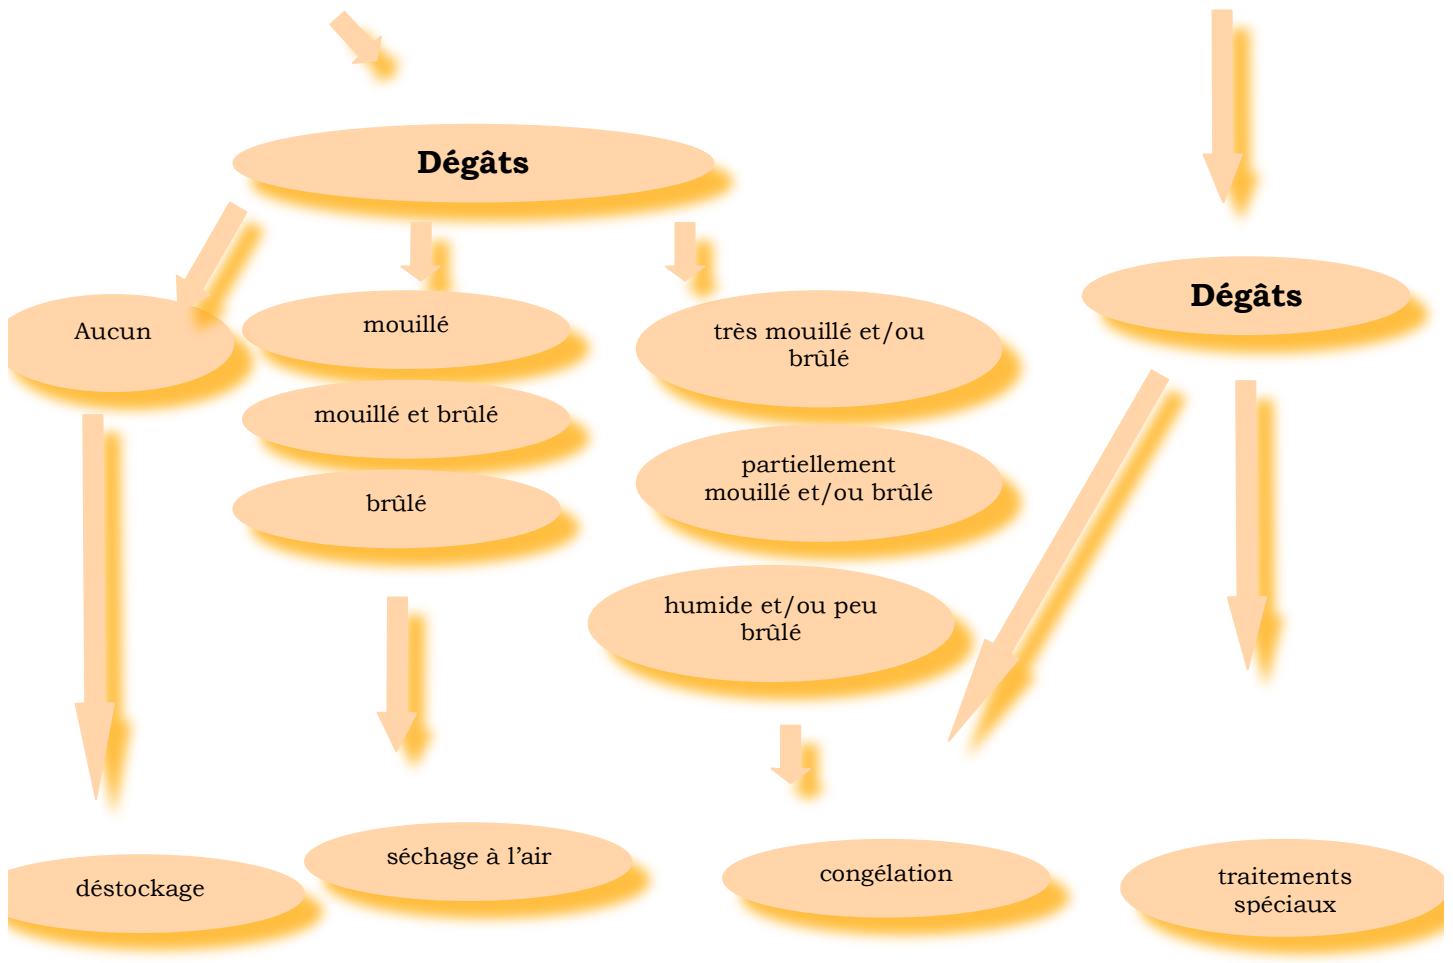 Dégâts
Dégâts
Aucun
mouillé
mouillé et brûlé
brûlé
très mouillé et/ou
brûlé
partiellement
mouillé et/ou brûlé
humide et/ou peu
brûlé
déstockage
séchage à l’air
congélation
traitements
spéciaux